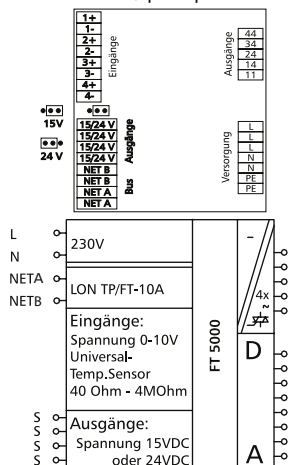 1+
1-
2+
2-
3+
3-
4+
4-
Eingänge
44
34
24
14
11
Ausgänge
15V
24 V
15/24 V
15/24 V
15/24 V
15/24 V
Ausgänge
NET B
NET B
NET A
NET A
Bus
L
L
L
N
N
PE
PE
Versorgung
L
N
230V
NETA
NETB
LON TP/FT-10A
Eingänge:
Spannung 0-10V
Universal-
Temp.Sensor
40 Ohm - 4MOhm
S
S
S
S
Ausgänge:
Spannung 15VDC
oder 24VDC
FT 5000
-
4x
~
D
A